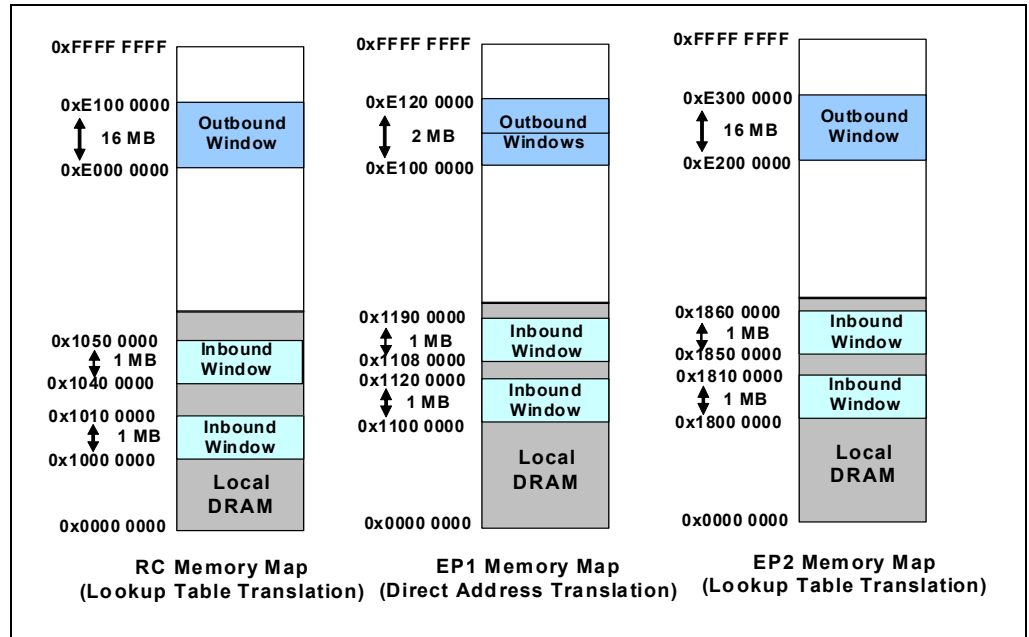 0xFFFF FFFF
0xE100 0000
16 MB
0xE000 0000
Outbound
Window
0x1050 0000
1 MB
0x1040 0000
Inbound
Window
0x1010 0000
1 MB
0x1000 0000
Inbound
Window
Local
DRAM
0x0000 0000
RC Memory Map
(Lookup Table Translation)
0xFFFF FFFF
0xE120 0000
2 MB
0xE100 0000
Outbound
Windows
0x1190 0000
1 MB
0x1108 0000
Inbound
Window
0x1120 0000
1 MB
0x1100 0000
Inbound
Window
Local
DRAM
0x0000 0000
EP1 Memory Map
(Direct Address Translation)
0xFFFF FFFF
0xE300 0000
16 MB
0xE200 0000
Outbound
Window
0x1860 0000
1 MB
0x1850 0000
Inbound
Window
0x1810 0000
1 MB
0x1800 0000
Inbound
Window
Local
DRAM
0x0000 0000
EP2 Memory Map
(Lookup Table Translation)